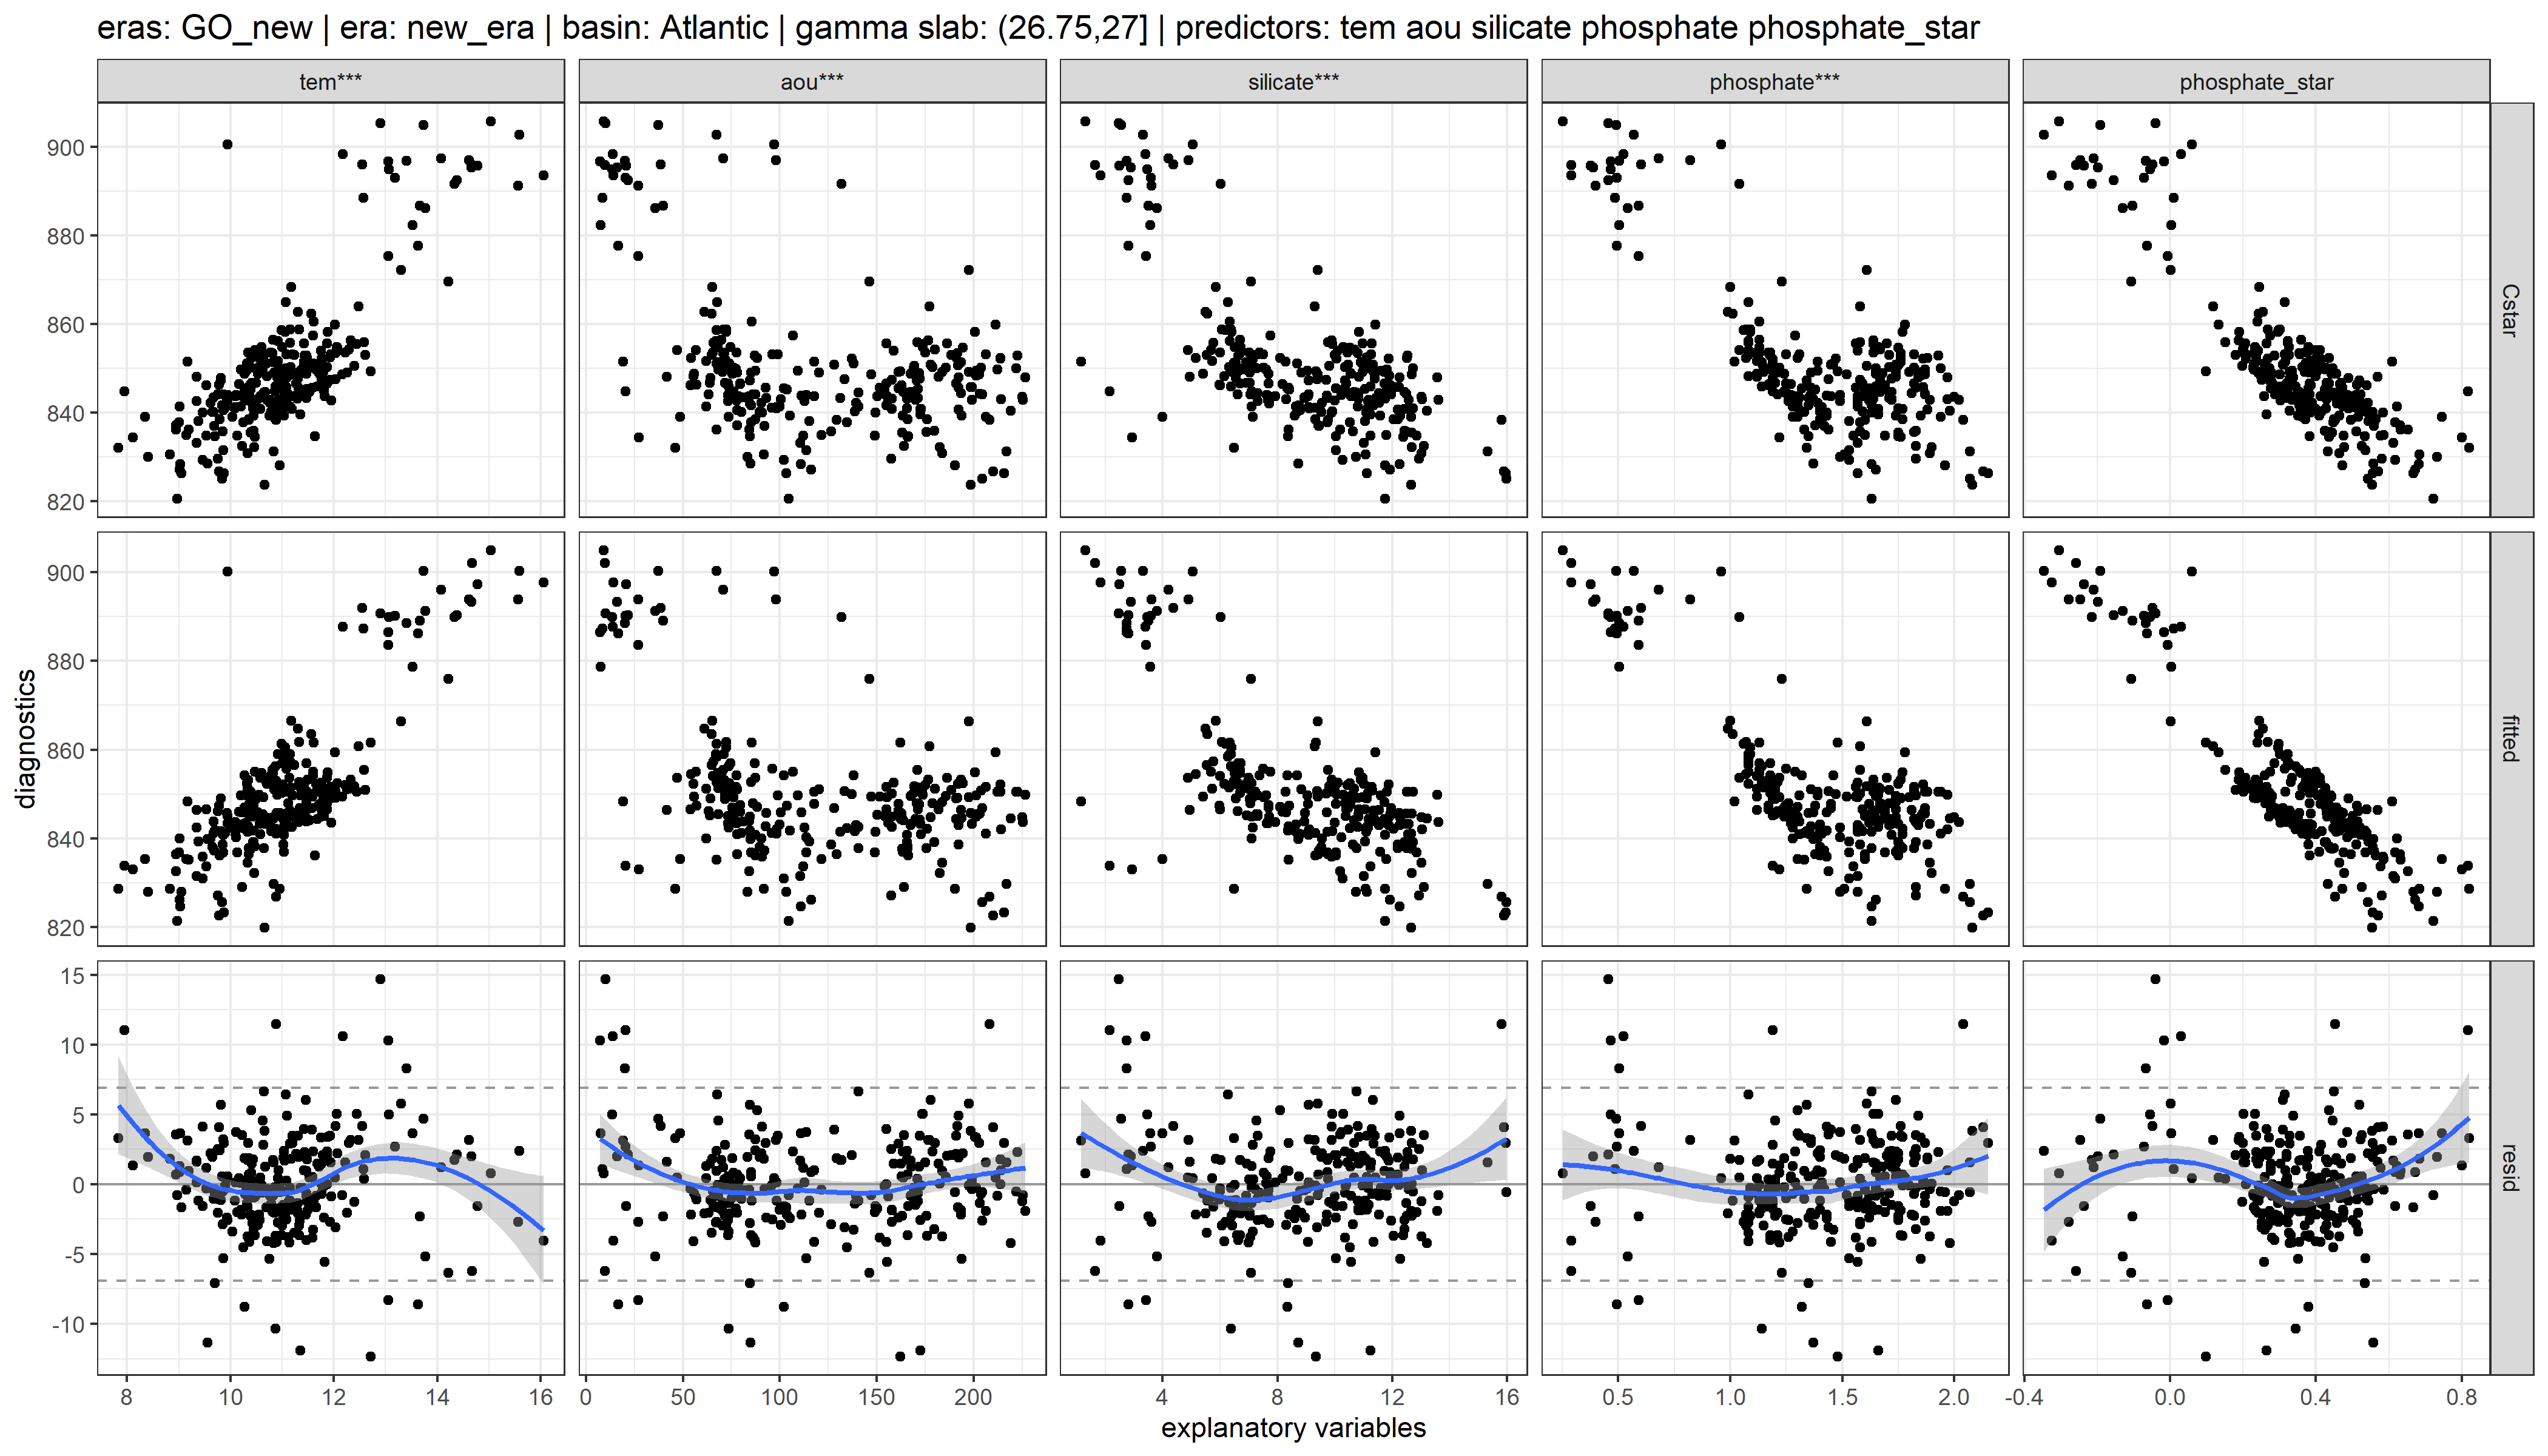 eras: GO_new | era: new_era | basin: Atlantic | gamma slab: (26.75,27] | predictors: tem aou silicate phosphate phosphate_star
tem*** aou*** silicate*** phosphate*** phosphate_star
900
880
860
840
820
Cstar
900
880
860
840
820
fitted
diagnostics
15
10
5
0
-5
-10
resid
8 10 12 14 16 0 50 100 150 200 4 8 12 16 0.5 1.0 1.5 2.0 -0.4 0.0 0.4 0.8
explanatory variables